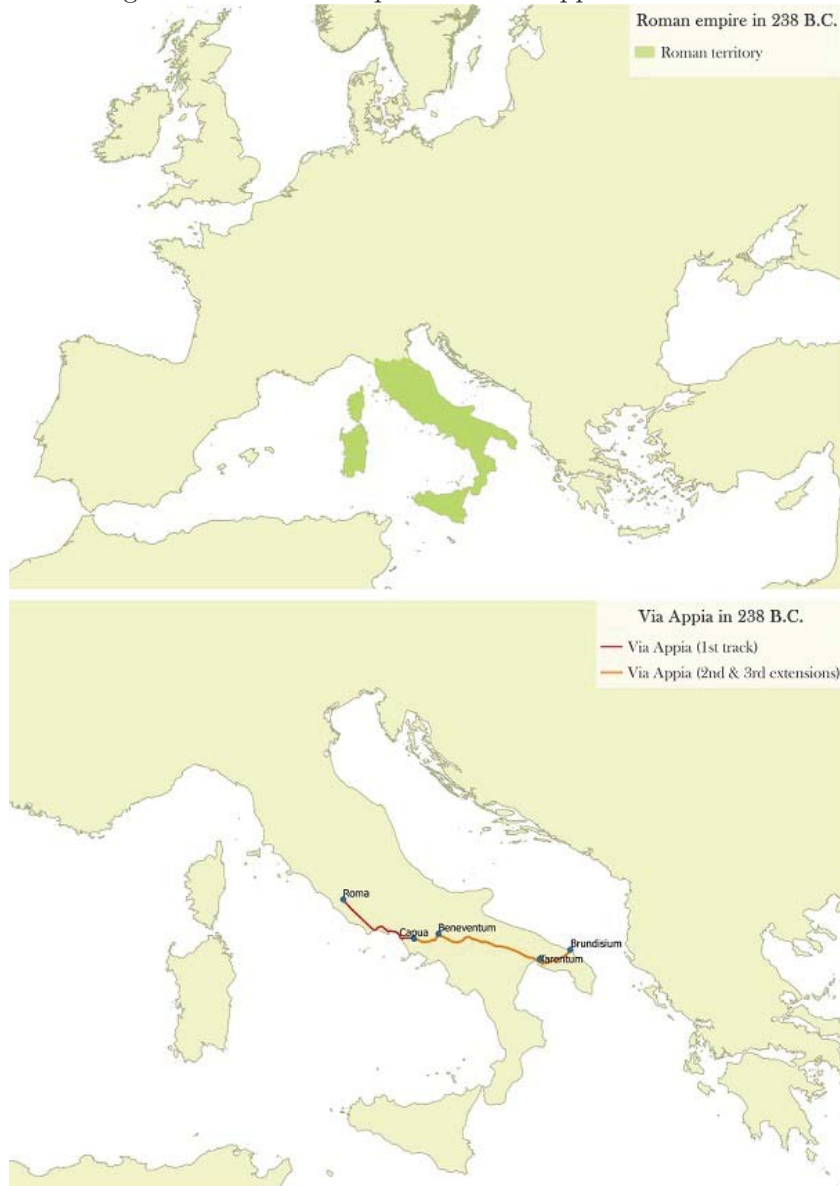 Roman empire in 238 B.C.
Roman territory
Via Appia in 238 B.C.
Via Appia (1st track)
Via Appia (2nd & 3rd extensions)
Roma
Capua
Beneventum
Brundisium
Tarentum